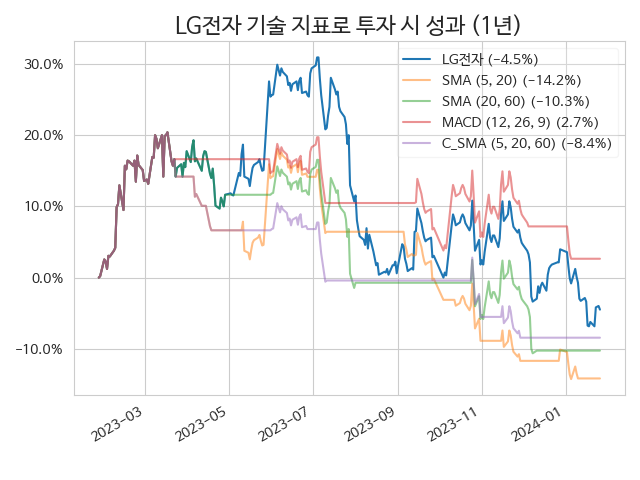 LG전자 기술 지표로 투자 시 성과 (1년)
LG전자 (−4.5%)
SMA (5, 20) (−14.2%)
SMA (20, 60) (−10.3%)
MACD (12, 26, 9) (2.7%)
C_SMA (5, 20, 60) (−8.4%)
30.0%
20.0%
10.0%
0.0%
−10.0%
2023−03
2023−05
2023−07
2023−09
2023−11
2024−01